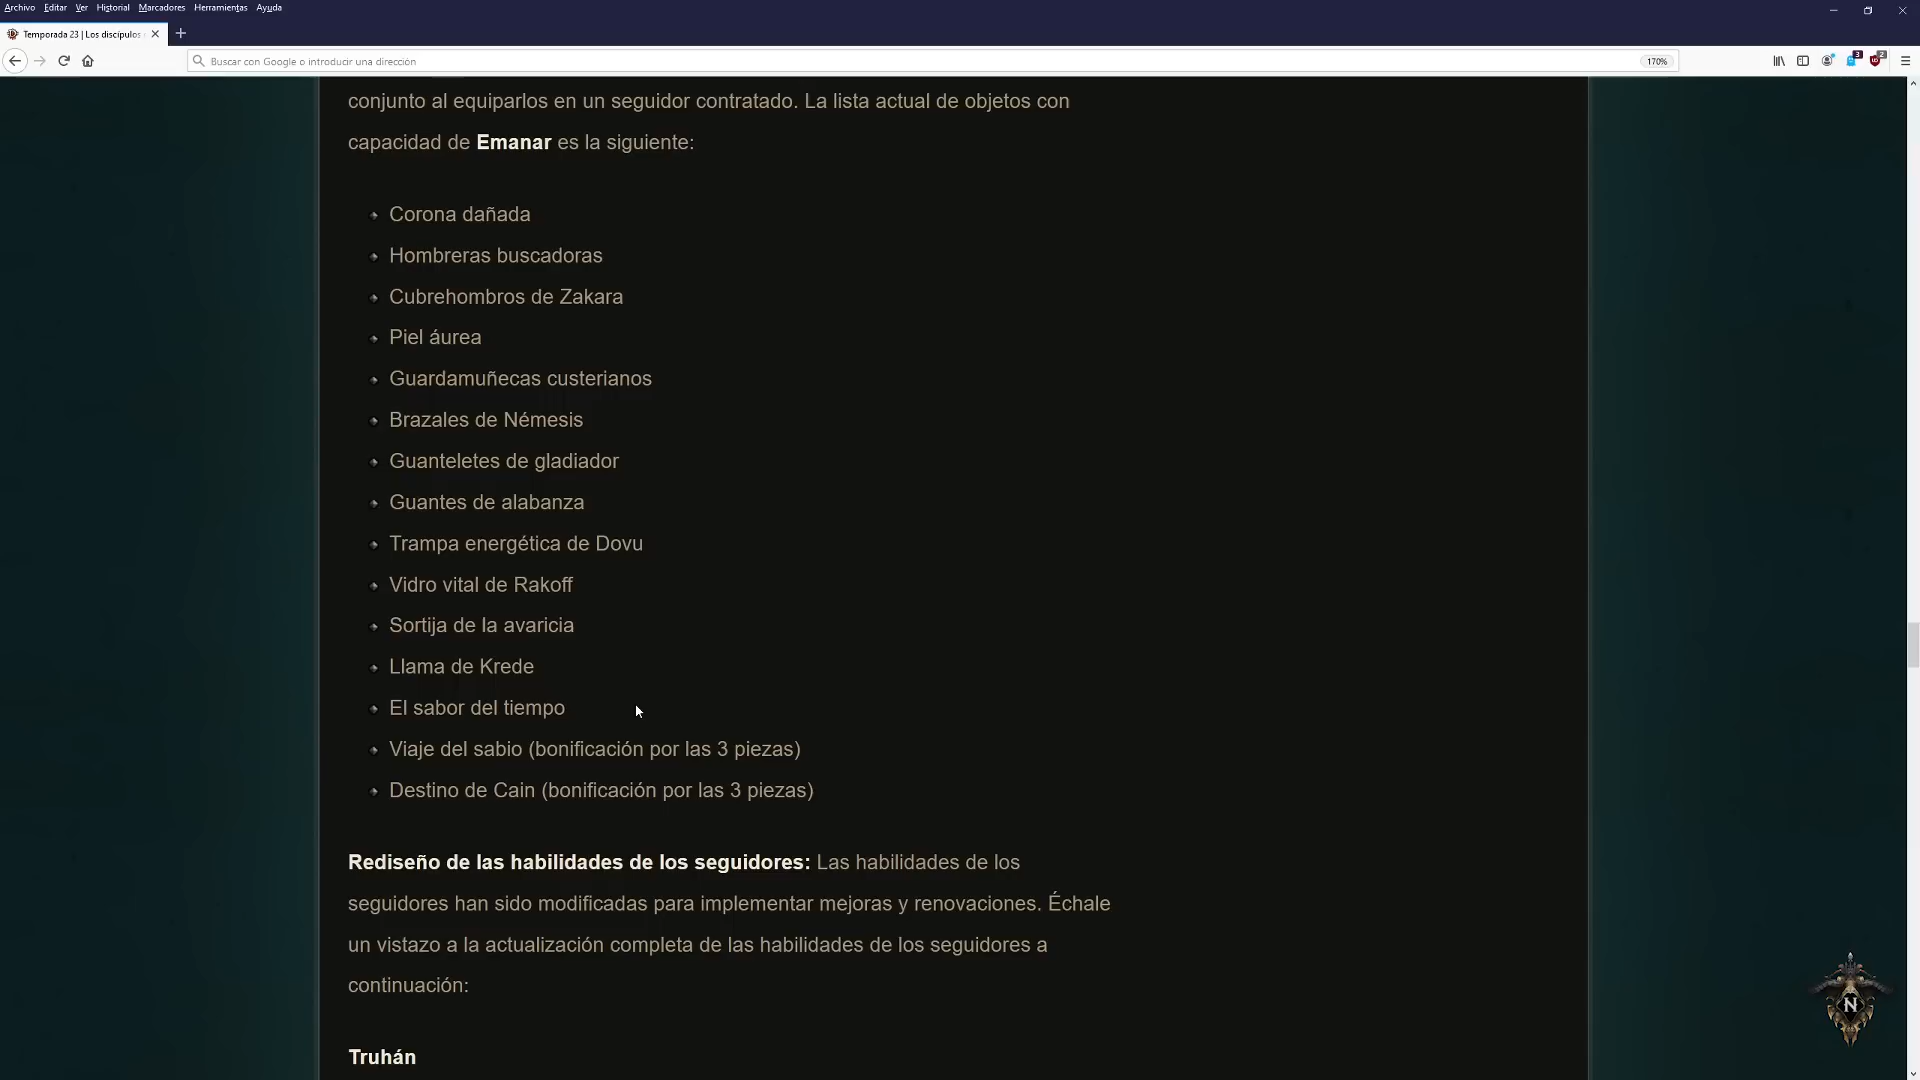 Archivo Editar Ver Historial Marcadores Herramientas Ayuda
Temporada 23 | Los discípulos
Buscar con Google o introducir una dirección
170%
3
2
conjunto al equiparlos en un seguidor contratado. La lista actual de objetos con
capacidad de Emanar es la siguiente:
Corona dañada
Hombreras buscadoras
Cubrehombros de Zakara
Piel áurea
Guardamuñecas custerianos
Brazales de Némesis
Guanteletes de gladiador
Guantes de alabanza
Trampa energética de Dovu
Vidro vital de Rakoff
Sortija de la avaricia
Llama de Krede
El sabor del tiempo
Viaje del sabio (bonificación por las 3 piezas)
Destino de Cain (bonificación por las 3 piezas)
Rediseño de las habilidades de los seguidores: Las habilidades de los
seguidores han sido modificadas para implementar mejoras y renovaciones. Échale
un vistazo a la actualización completa de las habilidades de los seguidores a
continuación:
N
Truhán